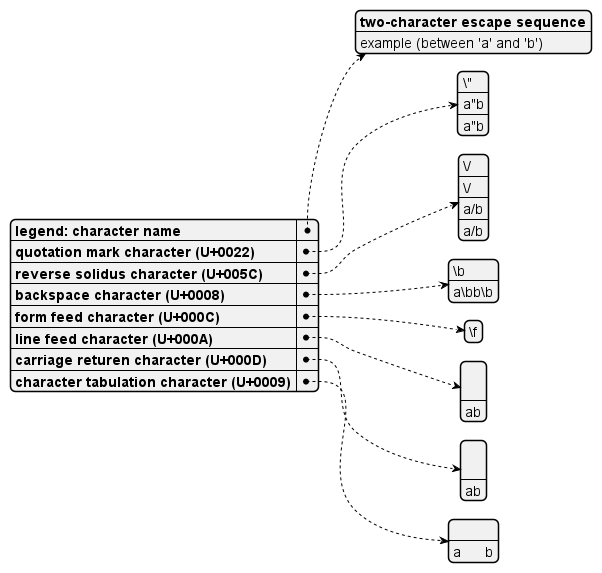 two-character escape sequence
example (between 'a' and 'b')
\"
a"b
a"b
\/
\/
a/b
a/b
legend: character name
quotation mark character (U+0022)
reverse solidus character (U+005C)
backspace character (U+0008)
form feed character (U+000C)
line feed character (U+000A)
carriage returen character (U+000D)
character tabulation character (U+0009)
\b
a\bb\b
\f
ab
ab
a b